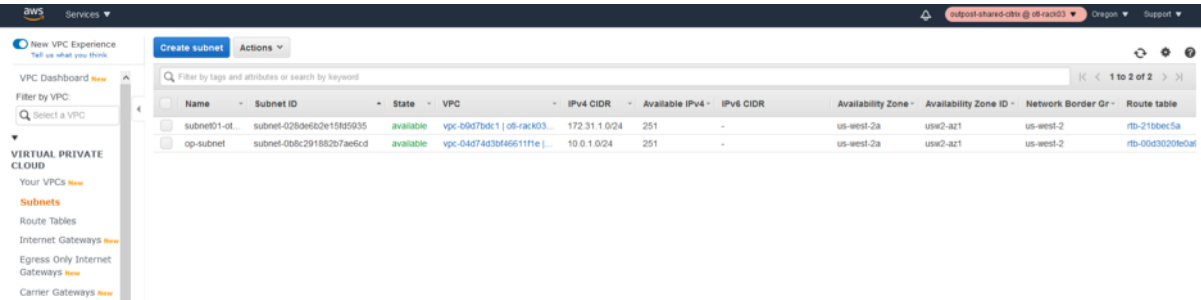 aws Services outpost-shared-citrix @ otl-rack03 Oregon Support
New VPC Experience
Tell us what you think
Create subnet Actions
VPC Dashboard New
Filter by tags and attributes or search by keyword
1 to 2 of 2
Filter by VPC:
Select a VPC
Name Subnet ID State VPC IPv4 CIDR Available IPv4 IPv6 CIDR Availability Zone Availability Zone ID Network Border Gr Route table
subnet01-ot... subnet-028de6b2e15fd5935 available vpc-b9d7bdc1 | otl-rack03... 172.31.1.0/24 251 - us-west-2a usw2-az1 us-west-2 rtb-21bbec5a
op-subnet subnet-0b8c291882b7ae6cd available vpc-04d74d3bf46611f1e |... 10.0.1.0/24 251 - us-west-2a usw2-az1 us-west-2 rtb-00d3020fe0a6
VIRTUAL PRIVATE
CLOUD
Your VPCs New
Subnets
Route Tables
Internet Gateways New
Egress Only Internet
Gateways New
Carrier Gateways New